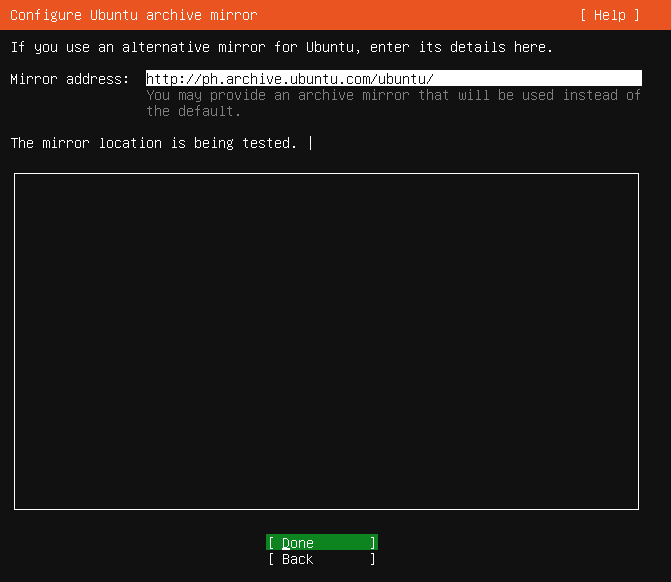 Configure Ubuntu archive mirror [ Help ]
If you use an alternative mirror for Ubuntu, enter its details here.
Mirror address: http://ph.archive.ubuntu.com/ubuntu/
You may provide an archive mirror that will be used instead of
the default.
The mirror location is being tested. |
[ Done ]
[ Back ]